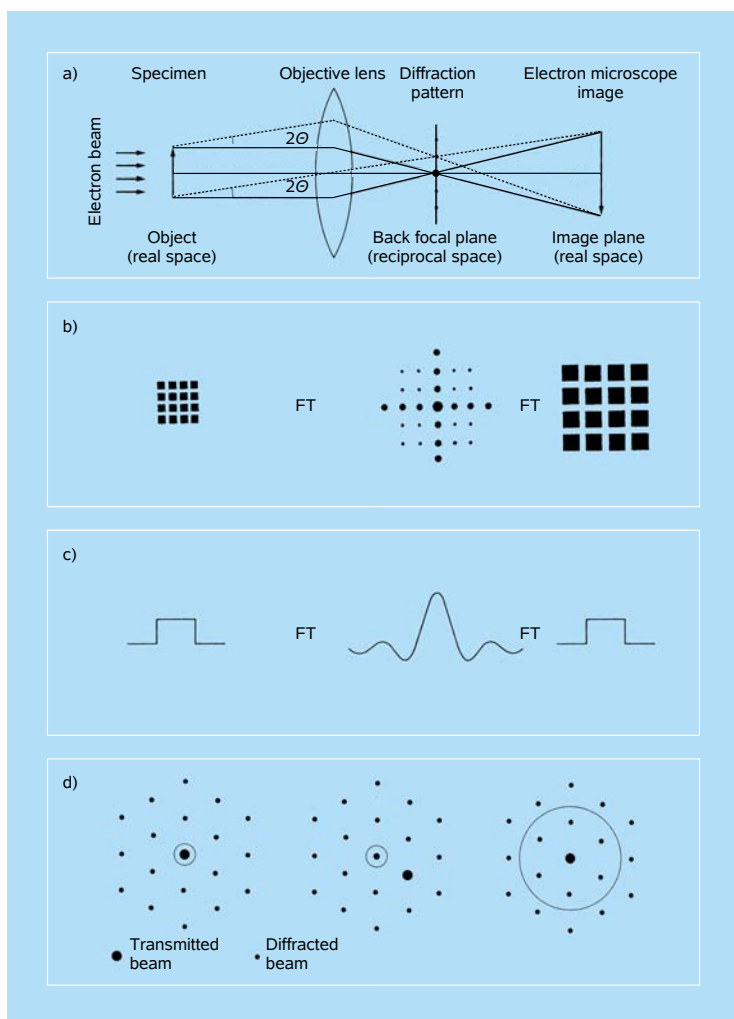 a)
Specimen
Objective lens
Diffraction
pattern
Electron microscope
image
Electron beam
2Θ
2Θ
Object
(real space)
Back focal plane
(reciprocal space)
Image plane
(real space)
b)
FT
FT
c)
FT
FT
d)
Transmitted
beam
Diffracted
beam